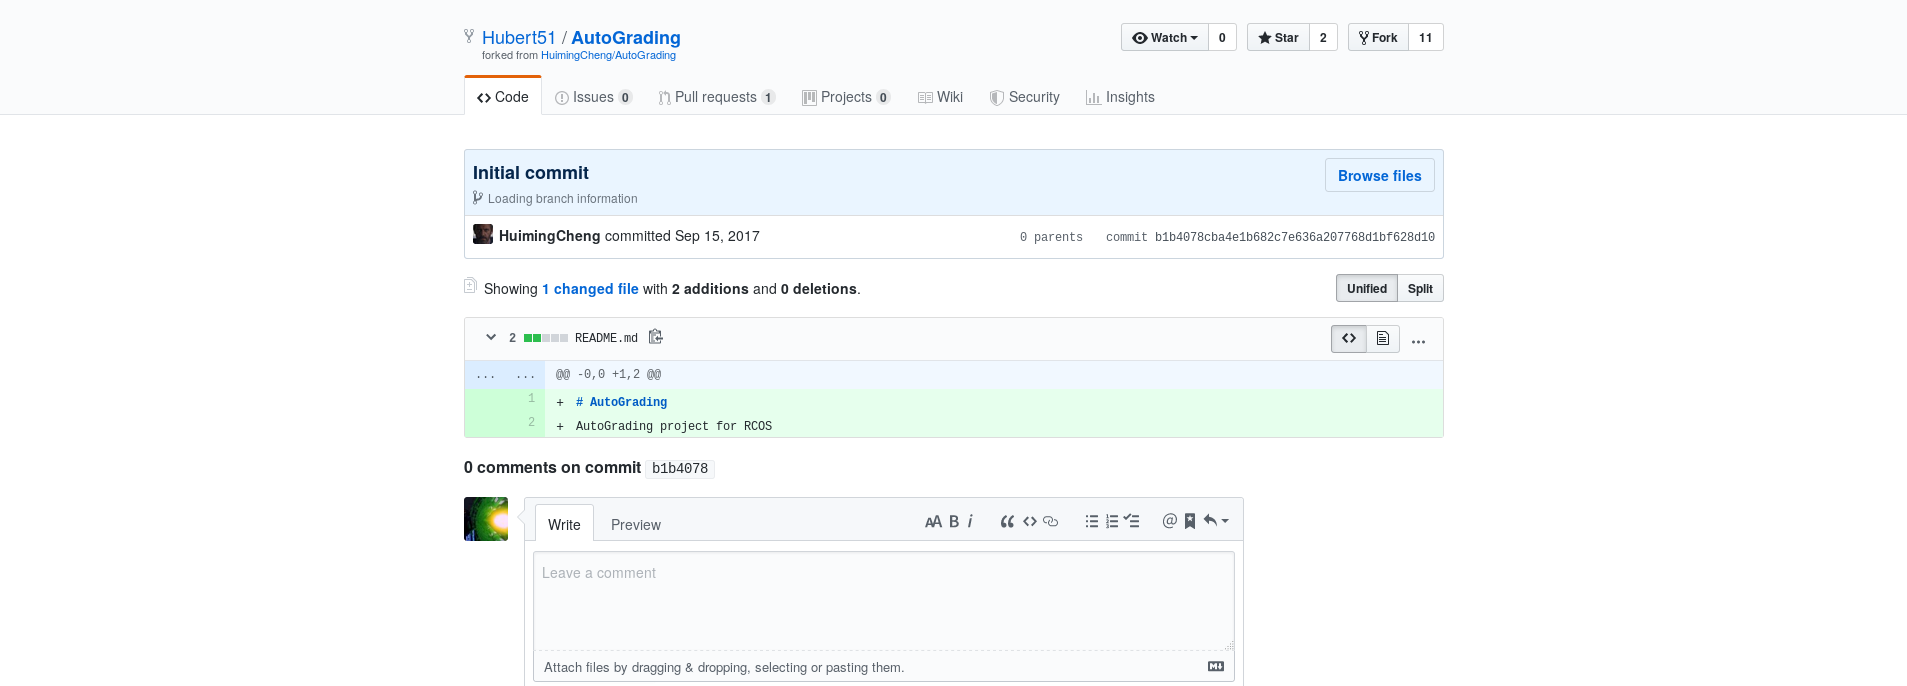 Hubert51 / AutoGrading
forked from HuimingCheng/AutoGrading
Watch 0 Star 2 Fork 11
Code Issues 0 Pull requests 1 Projects 0 Wiki Security Insights
Initial commit
Browse files
Loading branch information
HuimingCheng committed Sep 15, 2017 0 parents commit b1b4078cba4e1b682c7e636a207768d1bf628d10
Showing 1 changed file with 2 additions and 0 deletions.
Unified Split
2 README.md
... ... @@ -0,0 +1,2 @@
1 + # AutoGrading
2 + AutoGrading project for RCOS
0 comments on commit b1b4078
Write Preview AA B i
Leave a comment
Attach files by dragging & dropping, selecting or pasting them.